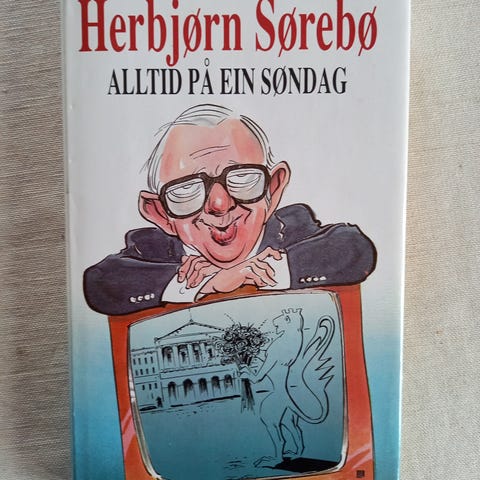 Herbjørn Sørebø
ALLTID PÅ EIN SØNDAG